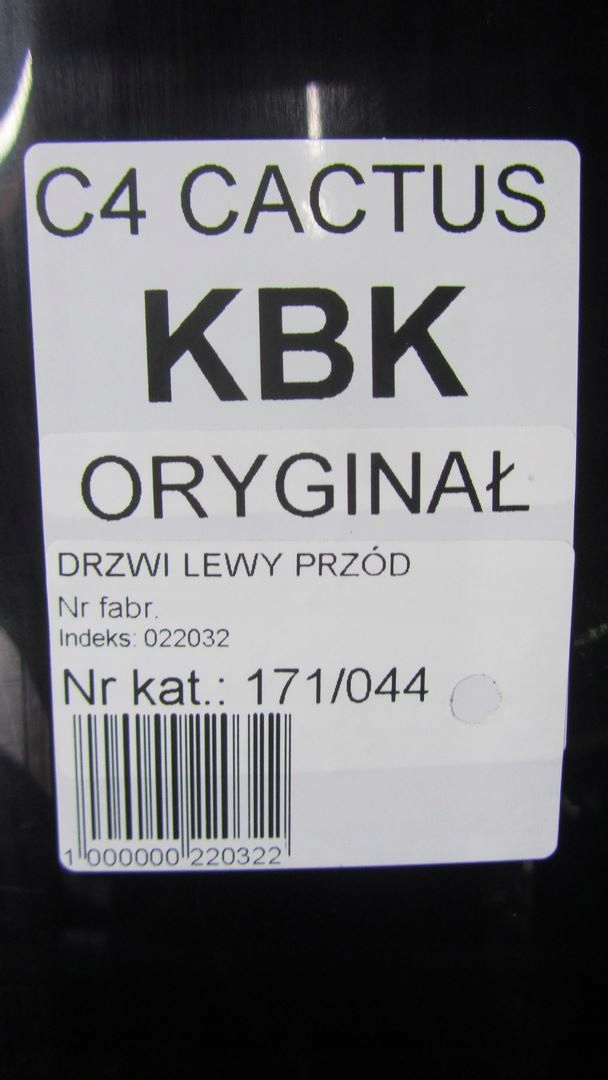 C4 CACTUS
KBK
ORYGINAŁ
DRZWI LEWY PRZÓD
Nr fabr.
Indeks: 022032
Nr kat.: 171/044
1 000000 220322